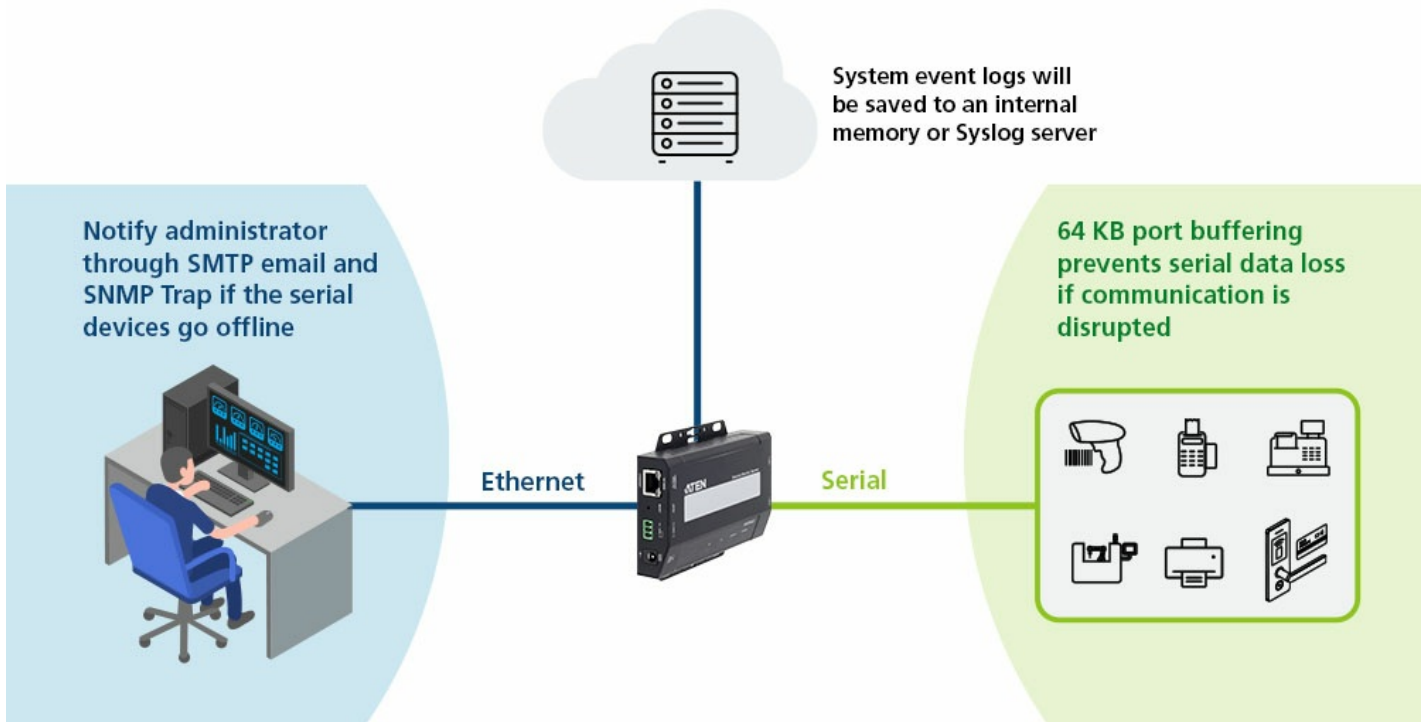 System event logs will
be saved to an internal
memory or Syslog server
Notify administrator
through SMTP email and
SNMP Trap if the serial
devices go offline
64 KB port buffering
prevents serial data loss
if communication is
disrupted
Ethernet
ATEN
Serial